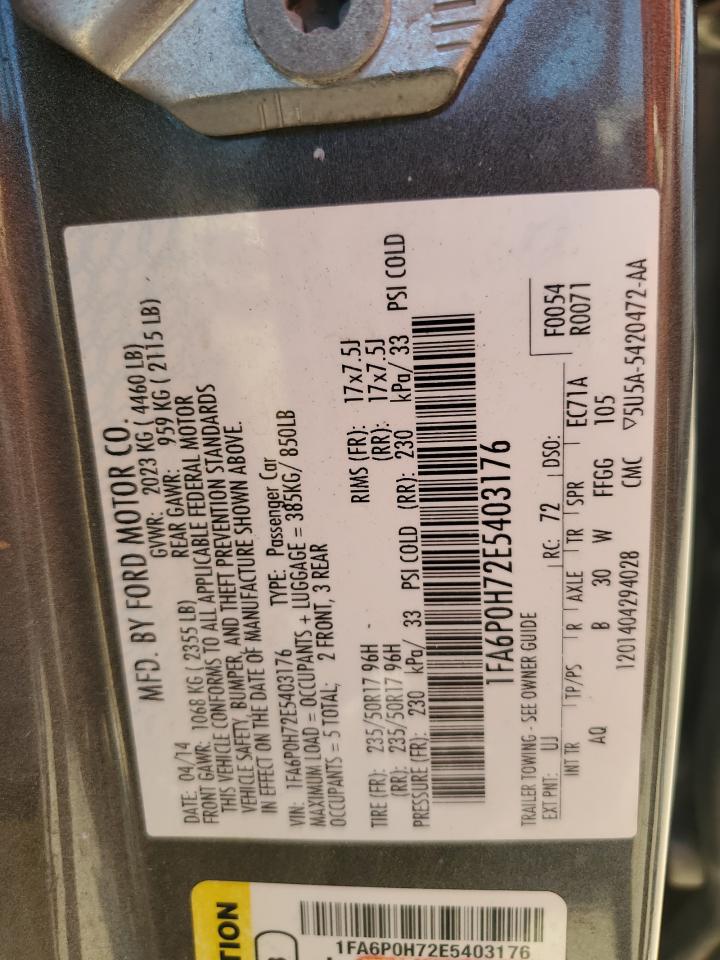 MFD. BY FORD MOTOR CO.
DATE: 04/14 GVWR: 2023 KG ( 4460 LB)
FRONT GAWR: 1068 KG ( 2355 LB) REAR GAWR: 959 KG ( 2115 LB)
THIS VEHICLE CONFORMS TO ALL APPLICABLE FEDERAL MOTOR
VEHICLE SAFETY, BUMPER, AND THEFT PREVENTION STANDARDS
IN EFFECT ON THE DATE OF MANUFACTURE SHOWN ABOVE.
VIN: 1FA6P0H72E5403176 TYPE: Passenger Car
MAXIMUM LOAD = OCCUPANTS + LUGGAGE = 385KG/ 850LB
OCCUPANTS = 5 TOTAL; 2 FRONT, 3 REAR
TIRE (FR): 235/50R17 96H RIMS (FR): 17x7.5J
(RR): 235/50R17 96H (RR): 17x7.5J
PRESSURE (FR): 230 kPa/ 33 PSI COLD (RR): 230 kPa/ 33 PSI COLD
1FA6P0H72E5403176
TRAILER TOWING - SEE OWNER GUIDE
F0054
R0071
EXT PNT: UJ RC: 72 DSO:
INT TR TP/PS R AXLE TR SPR EC71A
AQ B 30 W FFGG 105
1201404294028 CMC ▽5U5A-5420472-AA
TION
1FA6P0H72E5403176